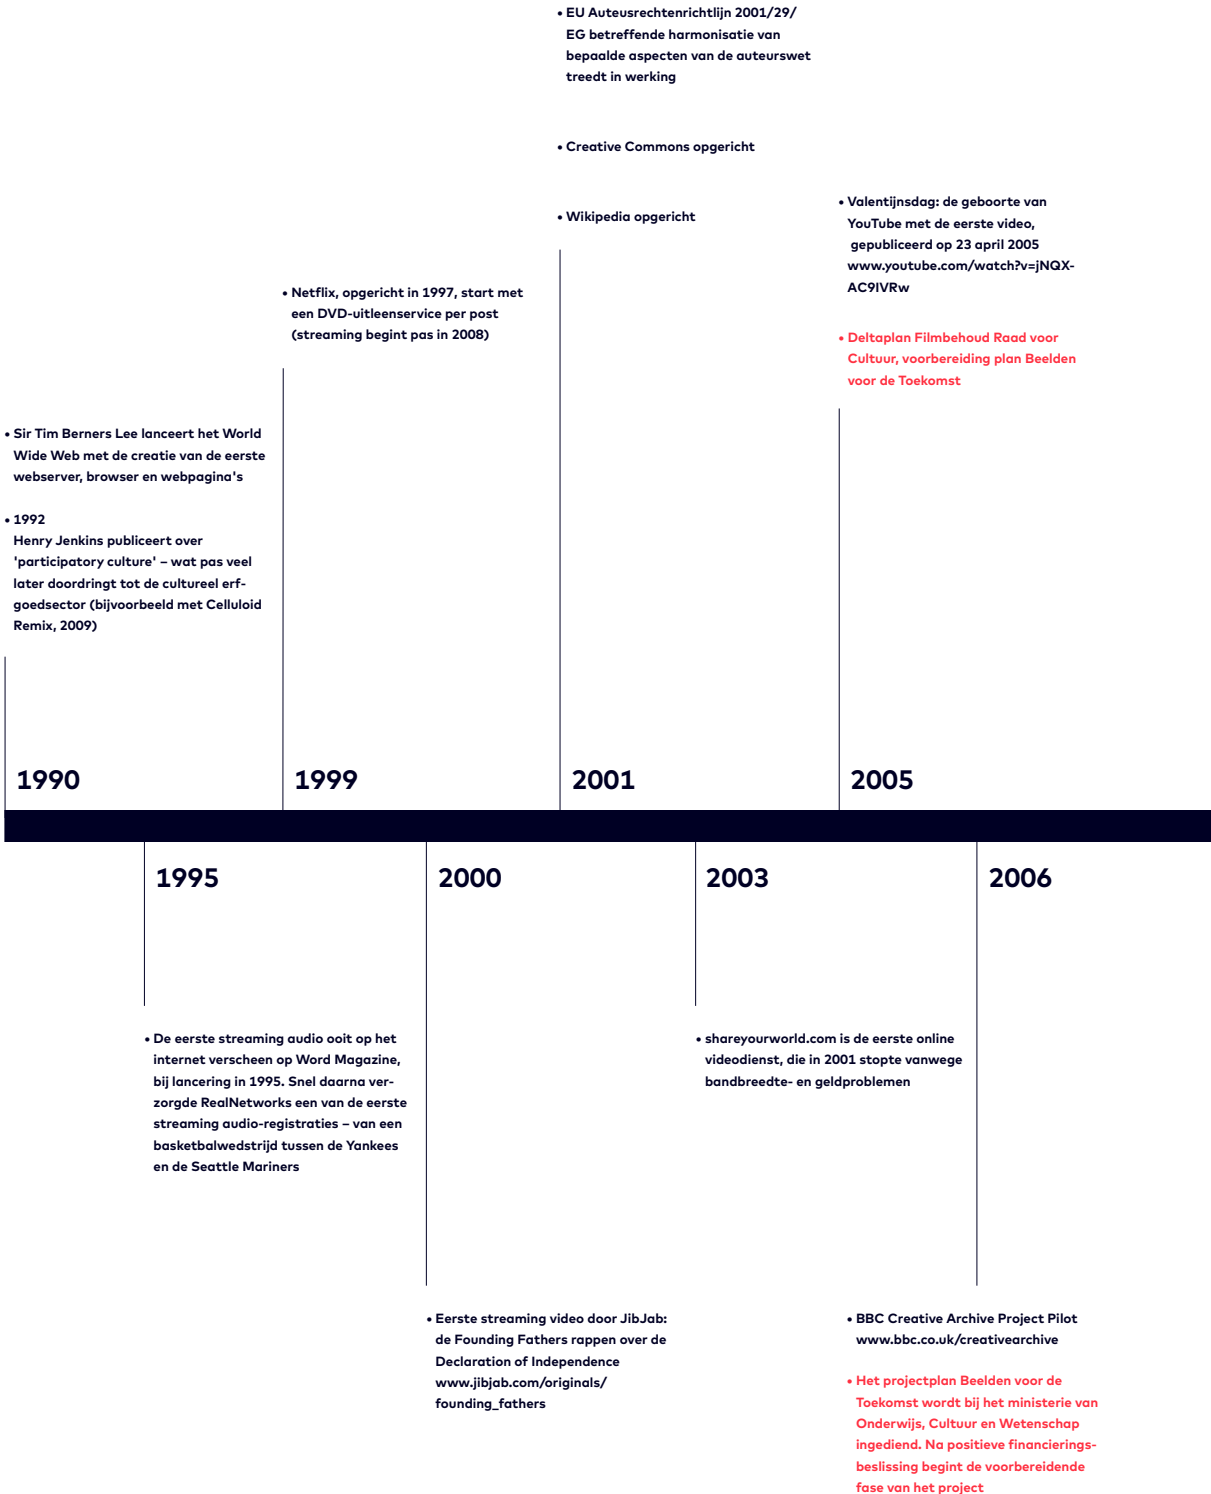 • EU Auteusrechtenrichtlijn 2001/29/
EG betreffende harmonisatie van
bepaalde aspecten van de auteurswet
treedt in werking
• Creative Commons opgericht
• Wikipedia opgericht
• Valentijnsdag: de geboorte van
YouTube met de eerste video,
gepubliceerd op 23 april 2005
www.youtube.com/watch?v=jNQX-
AC9IVRw
• Deltaplan Filmbehoud Raad voor
Cultuur, voorbereiding plan Beelden
voor de Toekomst
• Netflix, opgericht in 1997, start met
een DVD-uitleenservice per post
(streaming begint pas in 2008)
• Sir Tim Berners Lee lanceert het World
Wide Web met de creatie van de eerste
webserver, browser en webpagina's
• 1992
Henry Jenkins publiceert over
'participatory culture' – wat pas veel
later doordringt tot de cultureel erf-
goedsector (bijvoorbeeld met Celluloid
Remix, 2009)
1990
1999
2001
2005
1995
2000
2003
2006
• De eerste streaming audio ooit op het
internet verscheen op Word Magazine,
bij lancering in 1995. Snel daarna ver-
zorgde RealNetworks een van de eerste
streaming audio-registraties – van een
basketbalwedstrijd tussen de Yankees
en de Seattle Mariners
• shareyourworld.com is de eerste online
videodienst, die in 2001 stopte vanwege
bandbreedte- en geldproblemen
• Eerste streaming video door JibJab:
de Founding Fathers rappen over de
Declaration of Independence
www.jibjab.com/originals/
founding_fathers
• BBC Creative Archive Project Pilot
www.bbc.co.uk/creativearchive
• Het projectplan Beelden voor de
Toekomst wordt bij het ministerie van
Onderwijs, Cultuur en Wetenschap
ingediend. Na positieve financierings-
beslissing begint de voorbereidende
fase van het project